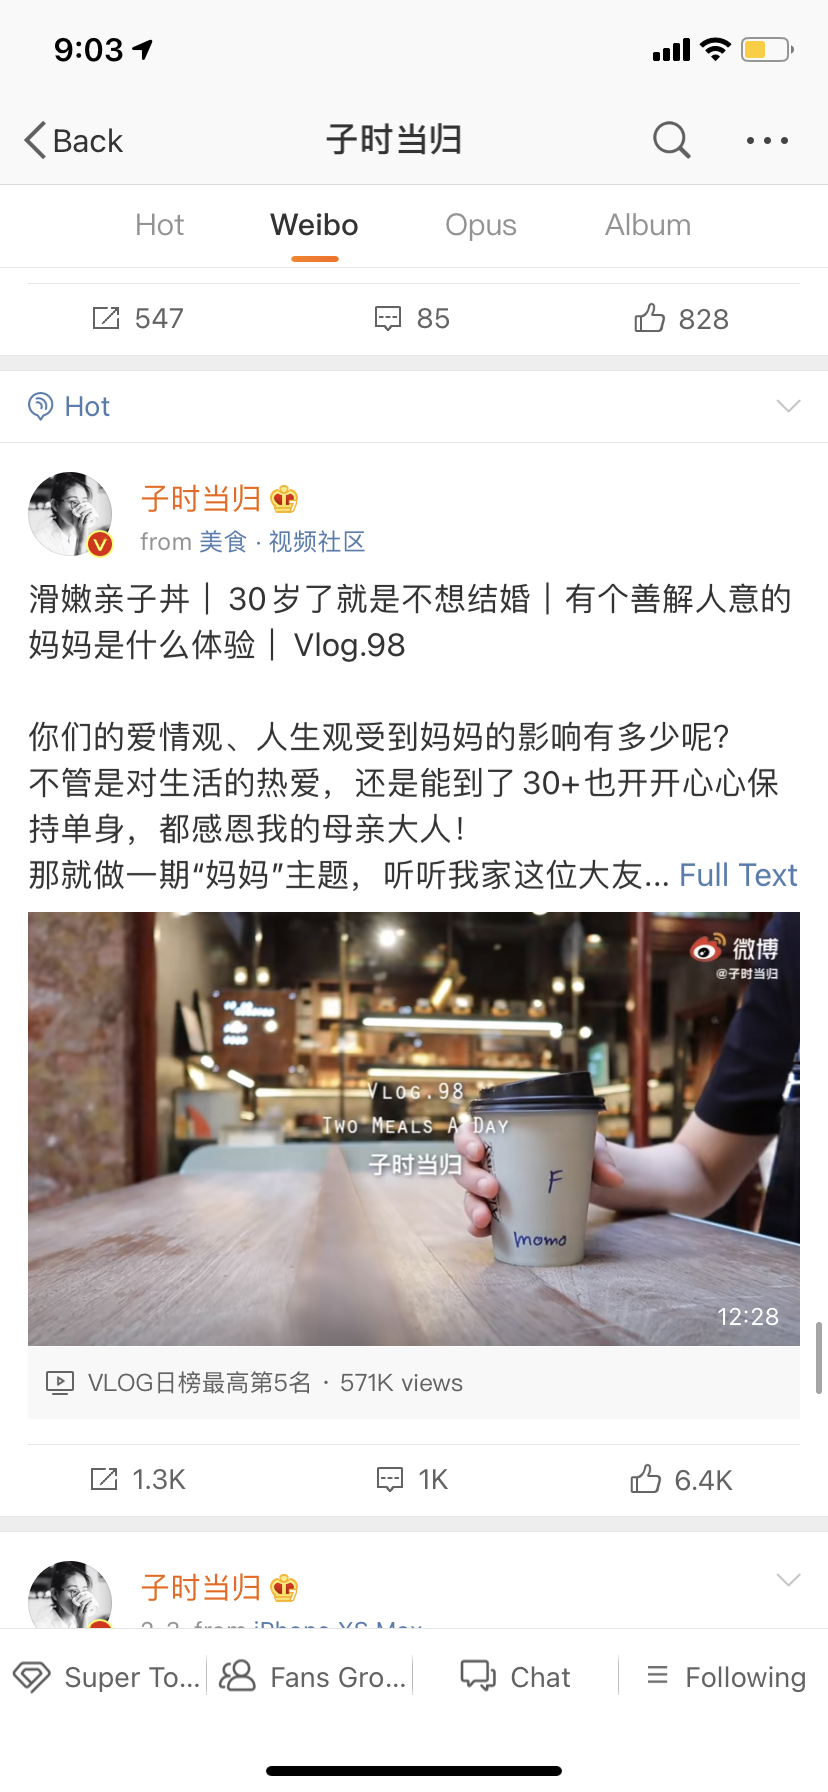 9:03
Back
子时当归
Hot
Weibo
Opus
Album
547
85
828
Hot
子时当归
from 美食 · 视频社区
滑嫩亲子丼｜30岁了就是不想结婚｜有个善解人意的
妈妈是什么体验｜Vlog.98
你们的爱情观、人生观受到妈妈的影响有多少呢?
不管是对生活的热爱，还是能到了30+也开开心心保
持单身，都感恩我的母亲大人！
那就做一期“妈妈”主题，听听我家这位大友... Full Text
微博
@子时当归
VLOG.98
TWO MEALS A DAY
子时当归
F
momo
12:28
VLOG日榜最高第5名 · 571K views
1.3K
1K
6.4K
子时当归
2-3 from iPhone XS Max
Super To...
Fans Gro...
Chat
Following